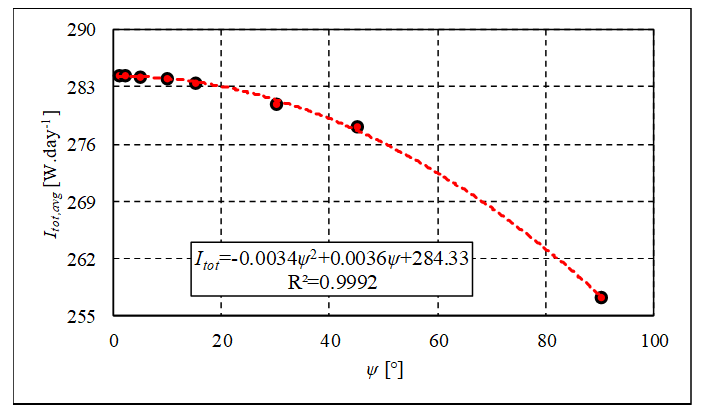 290
283
276
269
262
255
I_tot,avg [W.day⁻¹]
I_tot=-0.0034ψ²+0.0036ψ+284.33
R²=0.9992
0 20 40 60 80 100
ψ [°]